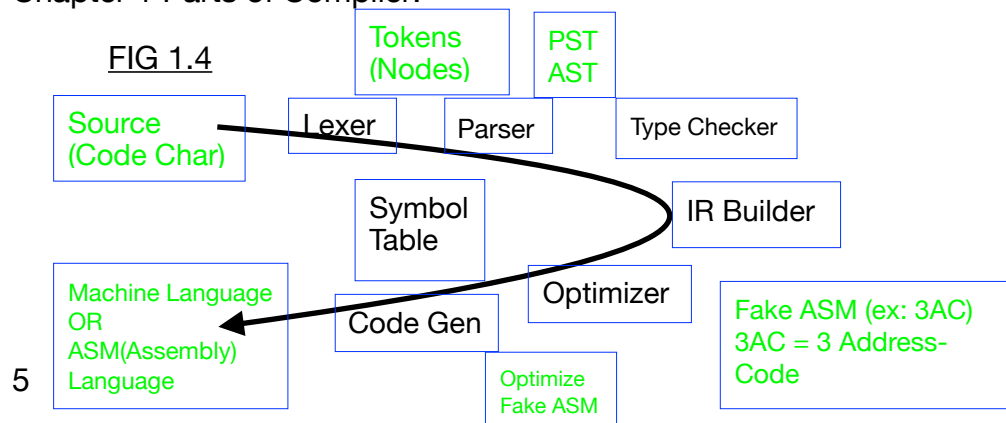 Chapter 1 Parts of Compiler:
FIG 1.4
Tokens
(Nodes)
PST
AST
Source
(Code Char)
Lexer
Parser
Type Checker
Symbol
Table
IR Builder
Machine Language
OR
ASM(Assembly)
Language
Code Gen
Optimizer
Fake ASM (ex: 3AC)
3AC = 3 Address-
Code
Optimize
Fake ASM
5